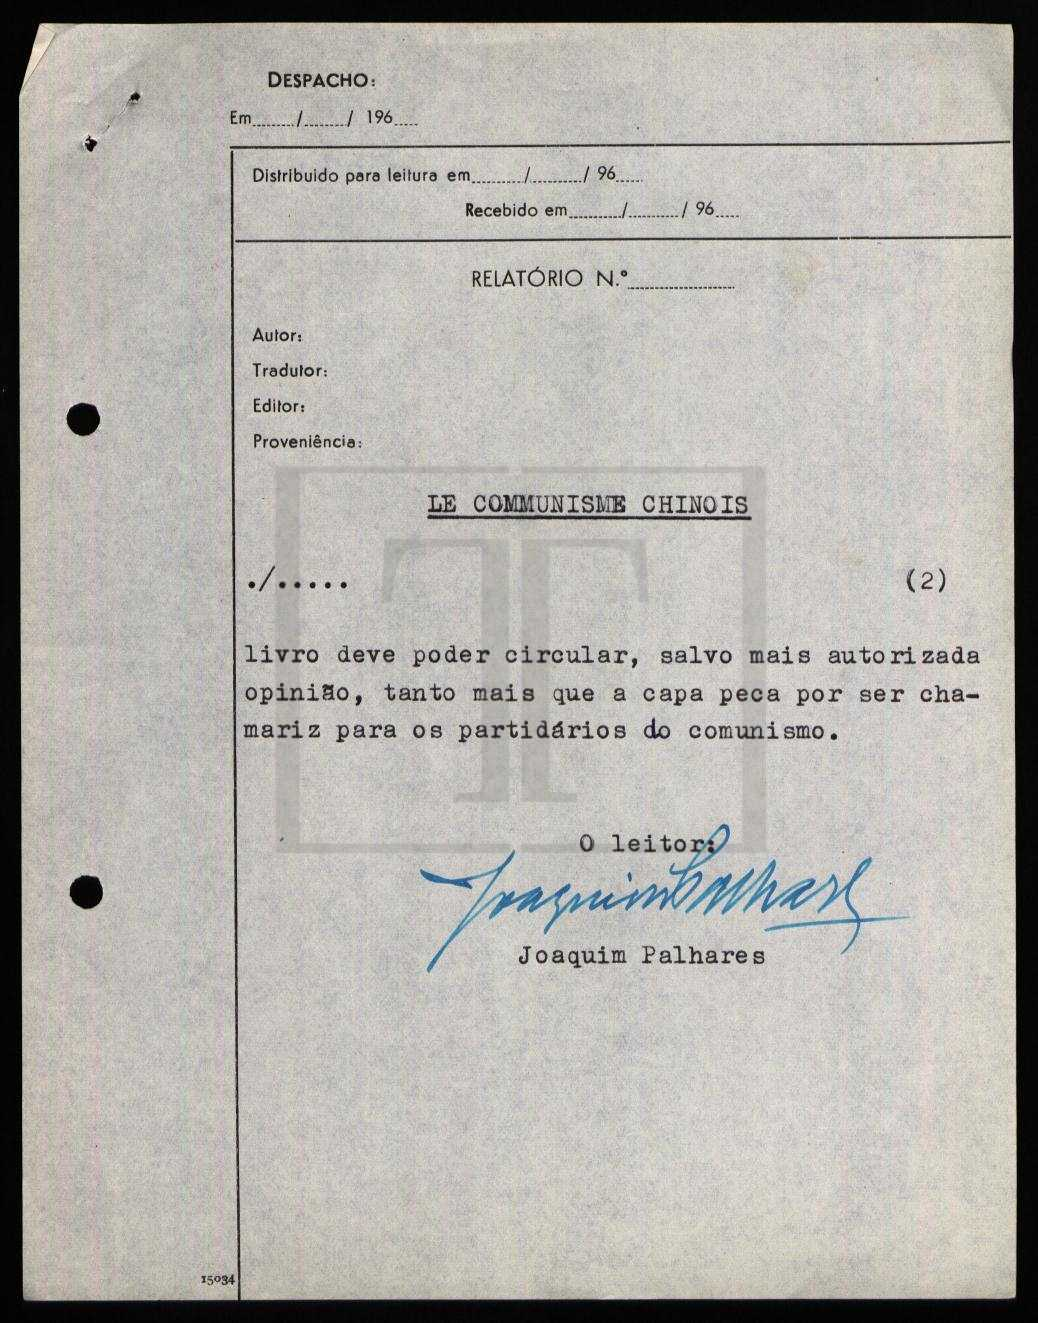 DESPACHO:
Em......../......../ 196.....
Distribuido para leitura em........../........../ 96.....
Recebido em........../........../ 96.....
RELATÓRIO N.º....................
Autor:
Tradutor:
Editor:
Proveniência:
LE COMMUNISME CHINOIS
./..... (2)
livro deve poder circular, salvo mais autorizada
opinião, tanto mais que a capa peca por ser cha-
mariz para os partidários do comunismo.
O leitor:
Joaquim Palhares
Joaquim Palhares
15034